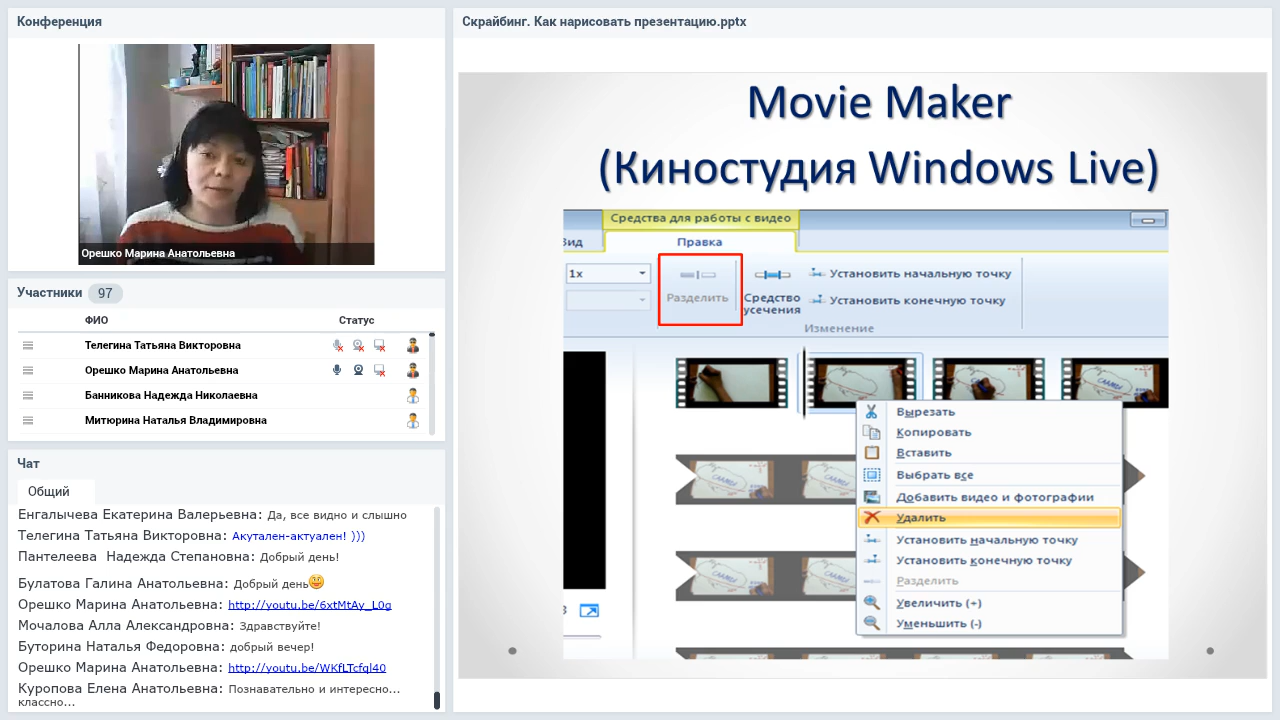 Конференция
Орешко Марина Анатольевна
Участники 97
ФИО Статус
Телегина Татьяна Викторовна
Орешко Марина Анатольевна
Банникова Надежда Николаевна
Митюрина Наталья Владимировна
Чат
Общий
Енгалычева Екатерина Валерьевна: Да, все видно и слышно
Телегина Татьяна Викторовна: Акутален-актуален! )))
Пантелеева Надежда Степановна: Добрый день!
Булатова Галина Анатольевна: Добрый день
Орешко Марина Анатольевна: http://youtu.be/6xtMtAy_L0g
Мочалова Алла Александровна: Здравствуйте!
Буторина Наталья Федоровна: добрый вечер!
Орешко Марина Анатольевна: http://youtu.be/WKfLTcfql40
Куропова Елена Анатольевна: Познавательно и интересно...
классно...
Скрайбинг. Как нарисовать презентацию.pptx
Movie Maker
(Киностудия Windows Live)
Средства для работы с видео
Вид Правка
1x
Разделить
Средство
усечения
Установить начальную точку
Установить конечную точку
Изменение
Вырезать
Копировать
Вставить
Выбрать все
Добавить видео и фотографии
Удалить
Установить начальную точку
Установить конечную точку
Разделить
Увеличить (+)
Уменьшить (-)